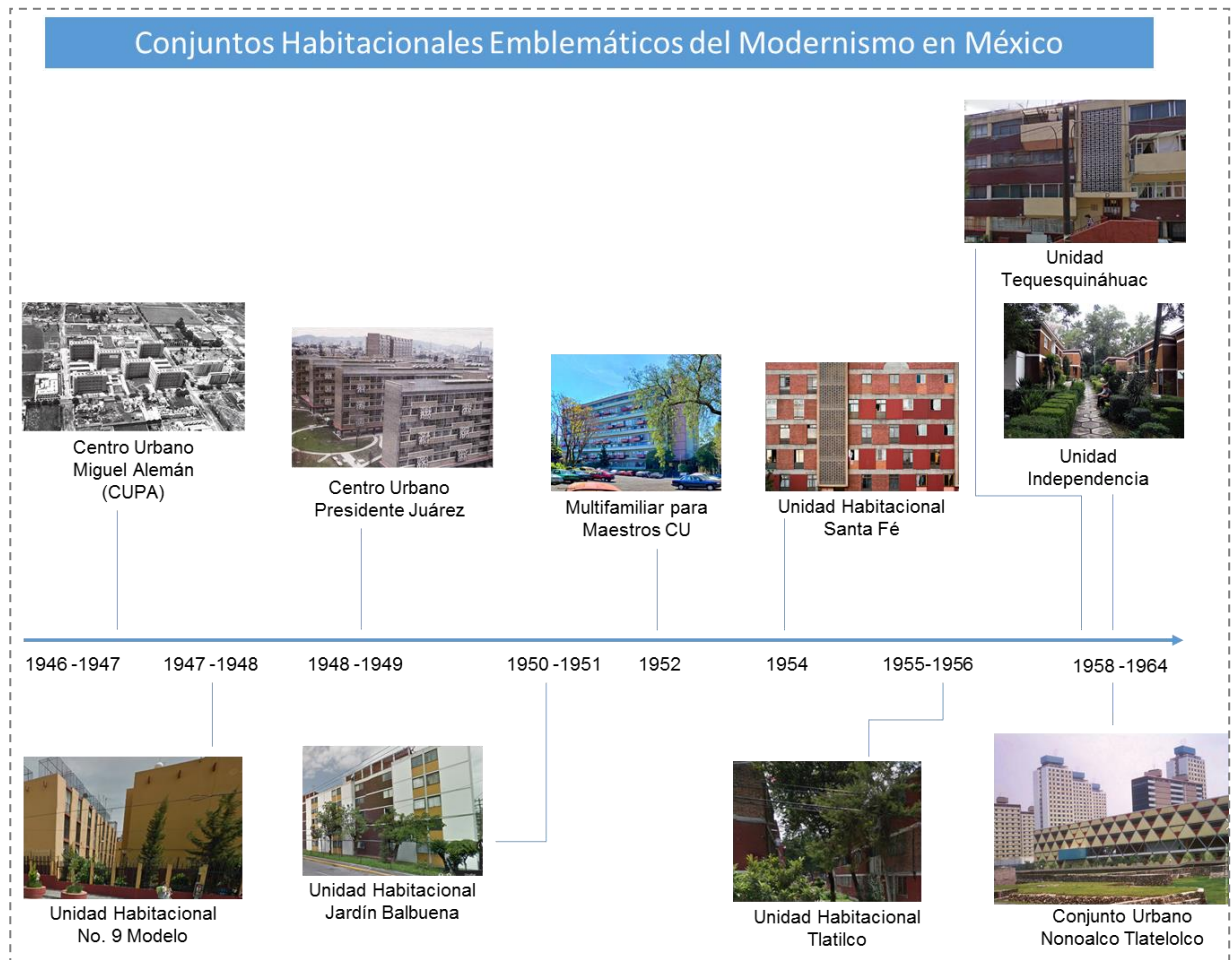 Conjuntos Habitacionales Emblemáticos del Modernismo en México
Unidad
Tequesquináhuac
Centro Urbano
Miguel Alemán
(CUPA)
Centro Urbano
Presidente Juárez
Multifamiliar para
Maestros CU
Unidad Habitacional
Santa Fé
Unidad
Independencia
1946 -1947
1947 -1948
1948 -1949
1950 -1951
1952
1954
1955-1956
1958 -1964
Unidad Habitacional
No. 9 Modelo
Unidad Habitacional
Jardín Balbuena
Unidad Habitacional
Tlatilco
Conjunto Urbano
Nonoalco Tlatelolco